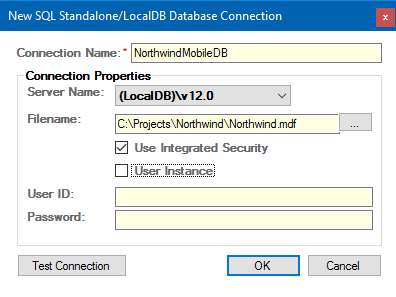 New SQL Standalone/LocalDB Database Connection
x
Connection Name:* NorthwindMobileDB
Connection Properties
Server Name: (LocalDB)\v12.0
Filename: C:\Projects\Northwind\Northwind.mdf ...
Use Integrated Security
User Instance
User ID:
Password:
Test Connection OK Cancel